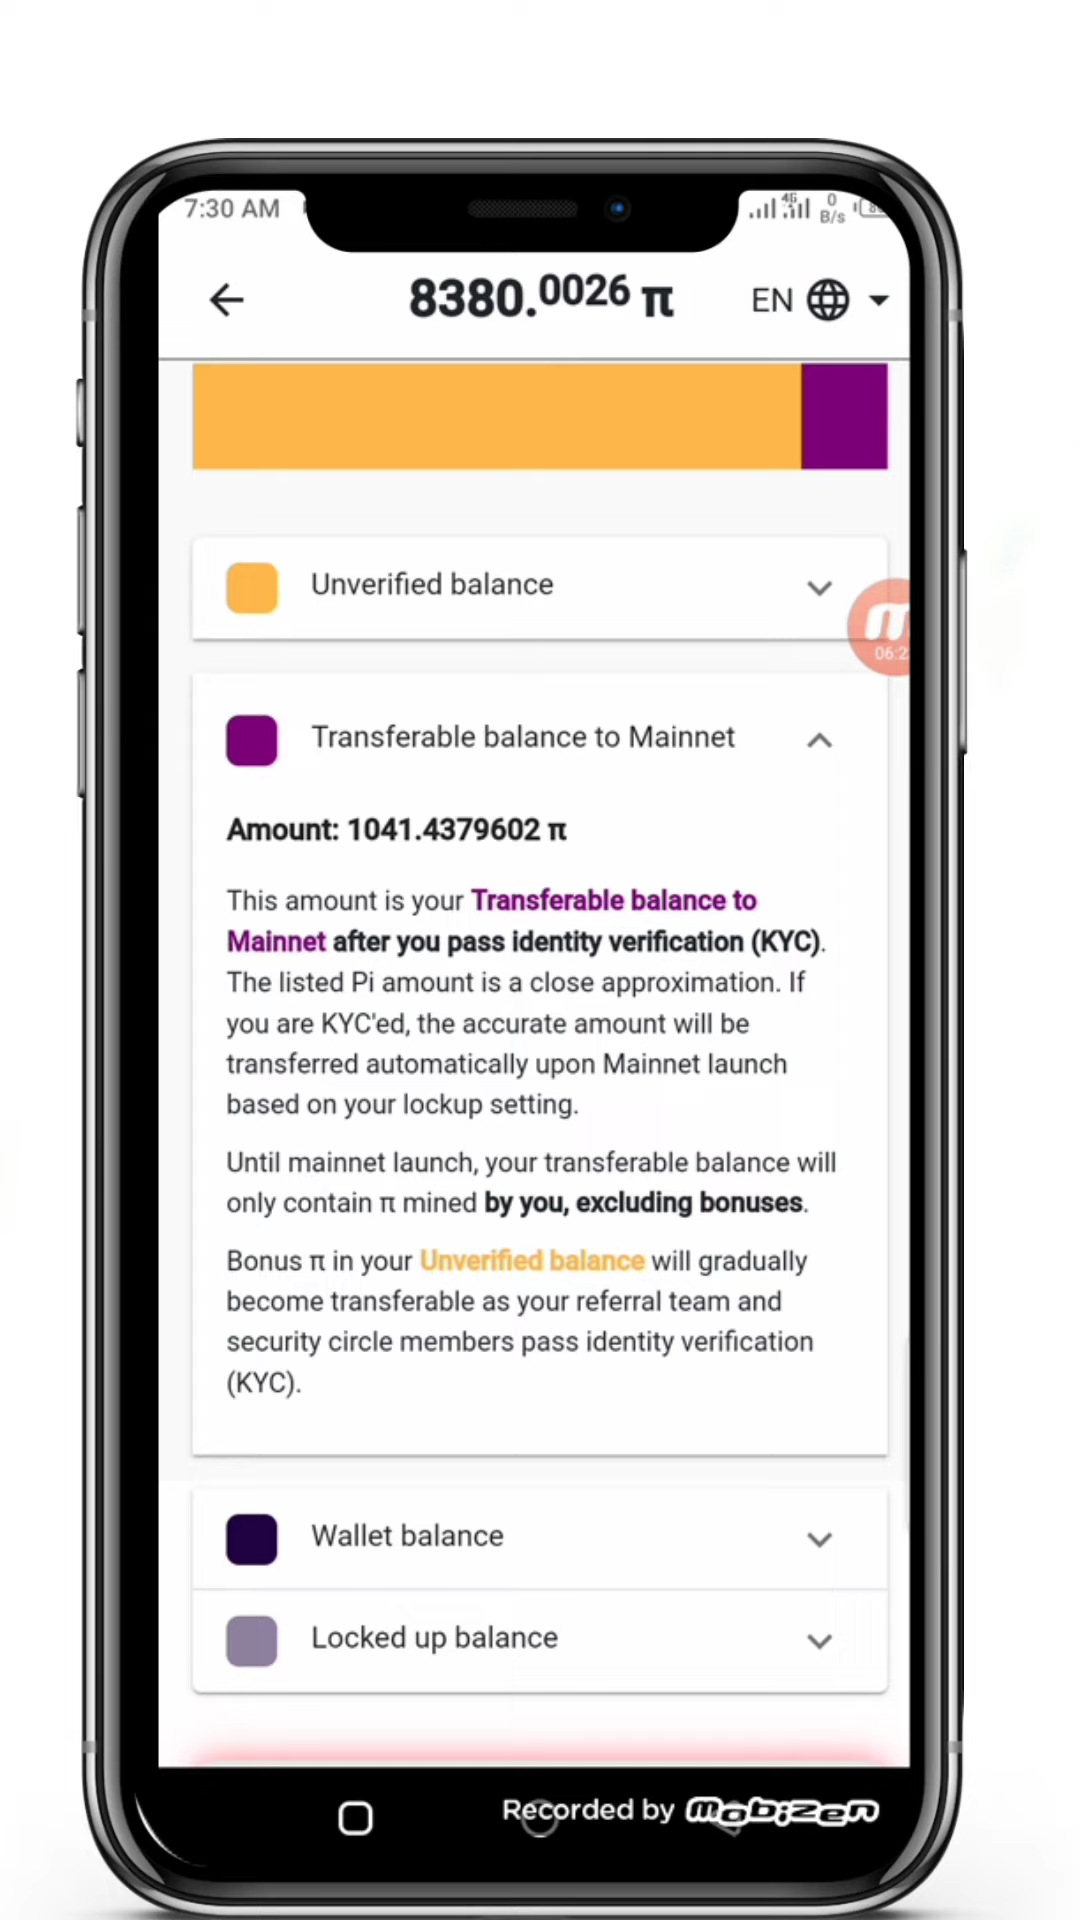 7:30 AM
4G
0
B/s
8380.0026 π
EN
Unverified balance
06:2
Transferable balance to Mainnet
Amount: 1041.4379602 π
This amount is your Transferable balance to
Mainnet after you pass identity verification (KYC).
The listed Pi amount is a close approximation. If
you are KYC'ed, the accurate amount will be
transferred automatically upon Mainnet launch
based on your lockup setting.
Until mainnet launch, your transferable balance will
only contain π mined by you, excluding bonuses.
Bonus π in your Unverified balance will gradually
become transferable as your referral team and
security circle members pass identity verification
(KYC).
Wallet balance
Locked up balance
Recorded by mobizen